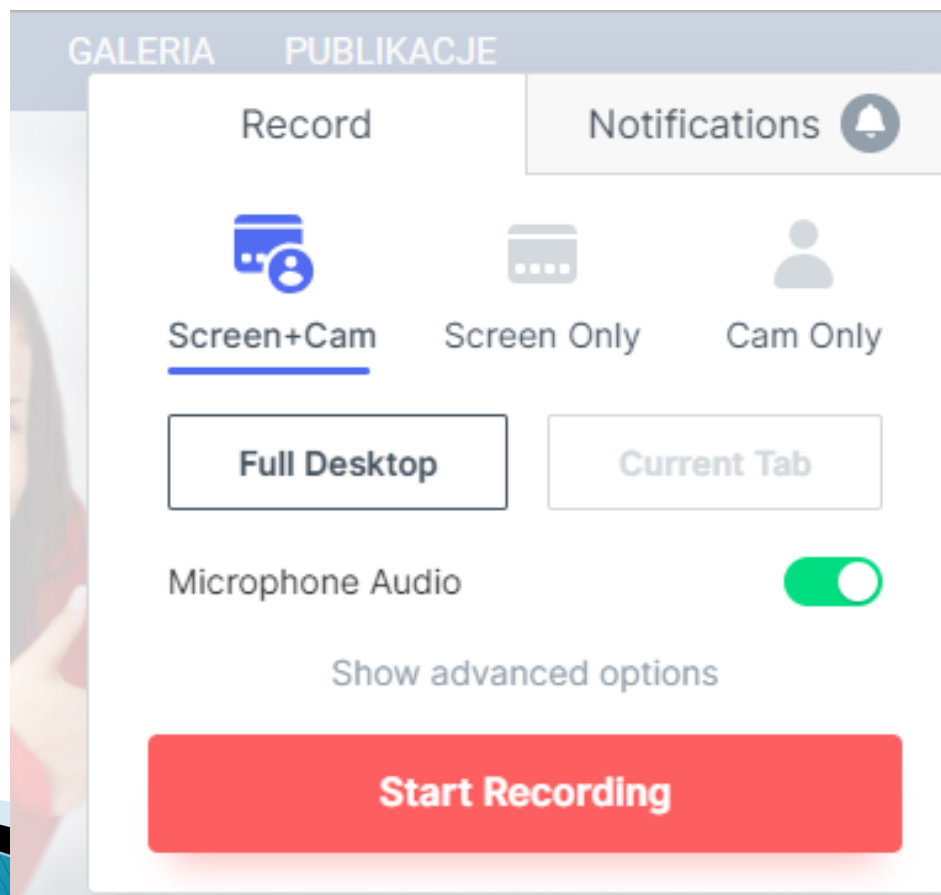 GALERIA PUBLIKACJE
Record Notifications
Screen+Cam Screen Only Cam Only
Full Desktop Current Tab
Microphone Audio
Show advanced options
Start Recording